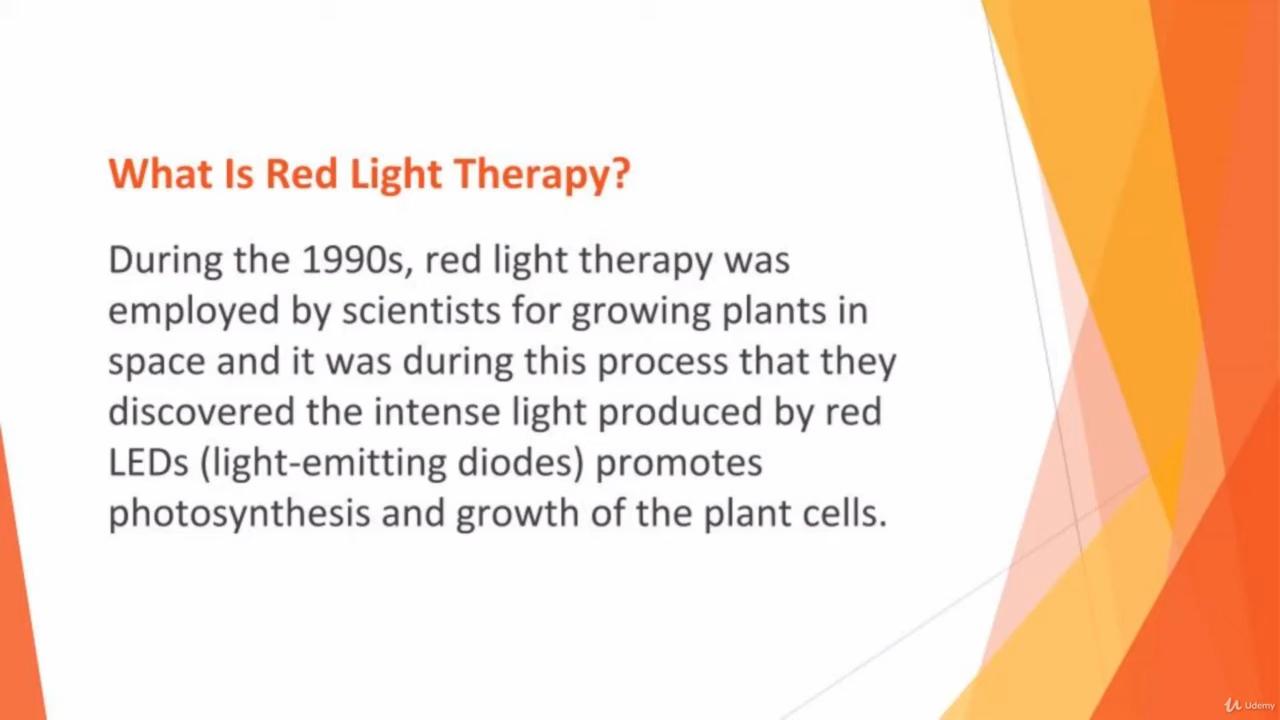 What Is Red Light Therapy?
During the 1990s, red light therapy was
employed by scientists for growing plants in
space and it was during this process that they
discovered the intense light produced by red
LEDs (light-emitting diodes) promotes
photosynthesis and growth of the plant cells.
Udemy